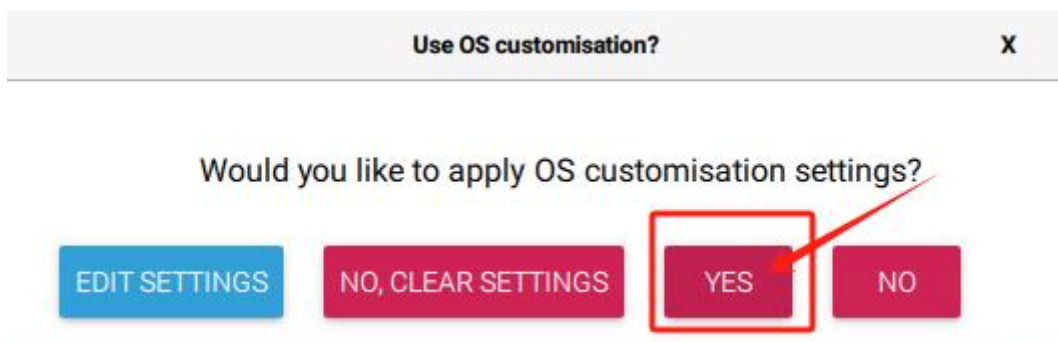 Use OS customisation?
X
Would you like to apply OS customisation settings?
EDIT SETTINGS
NO, CLEAR SETTINGS
YES
NO